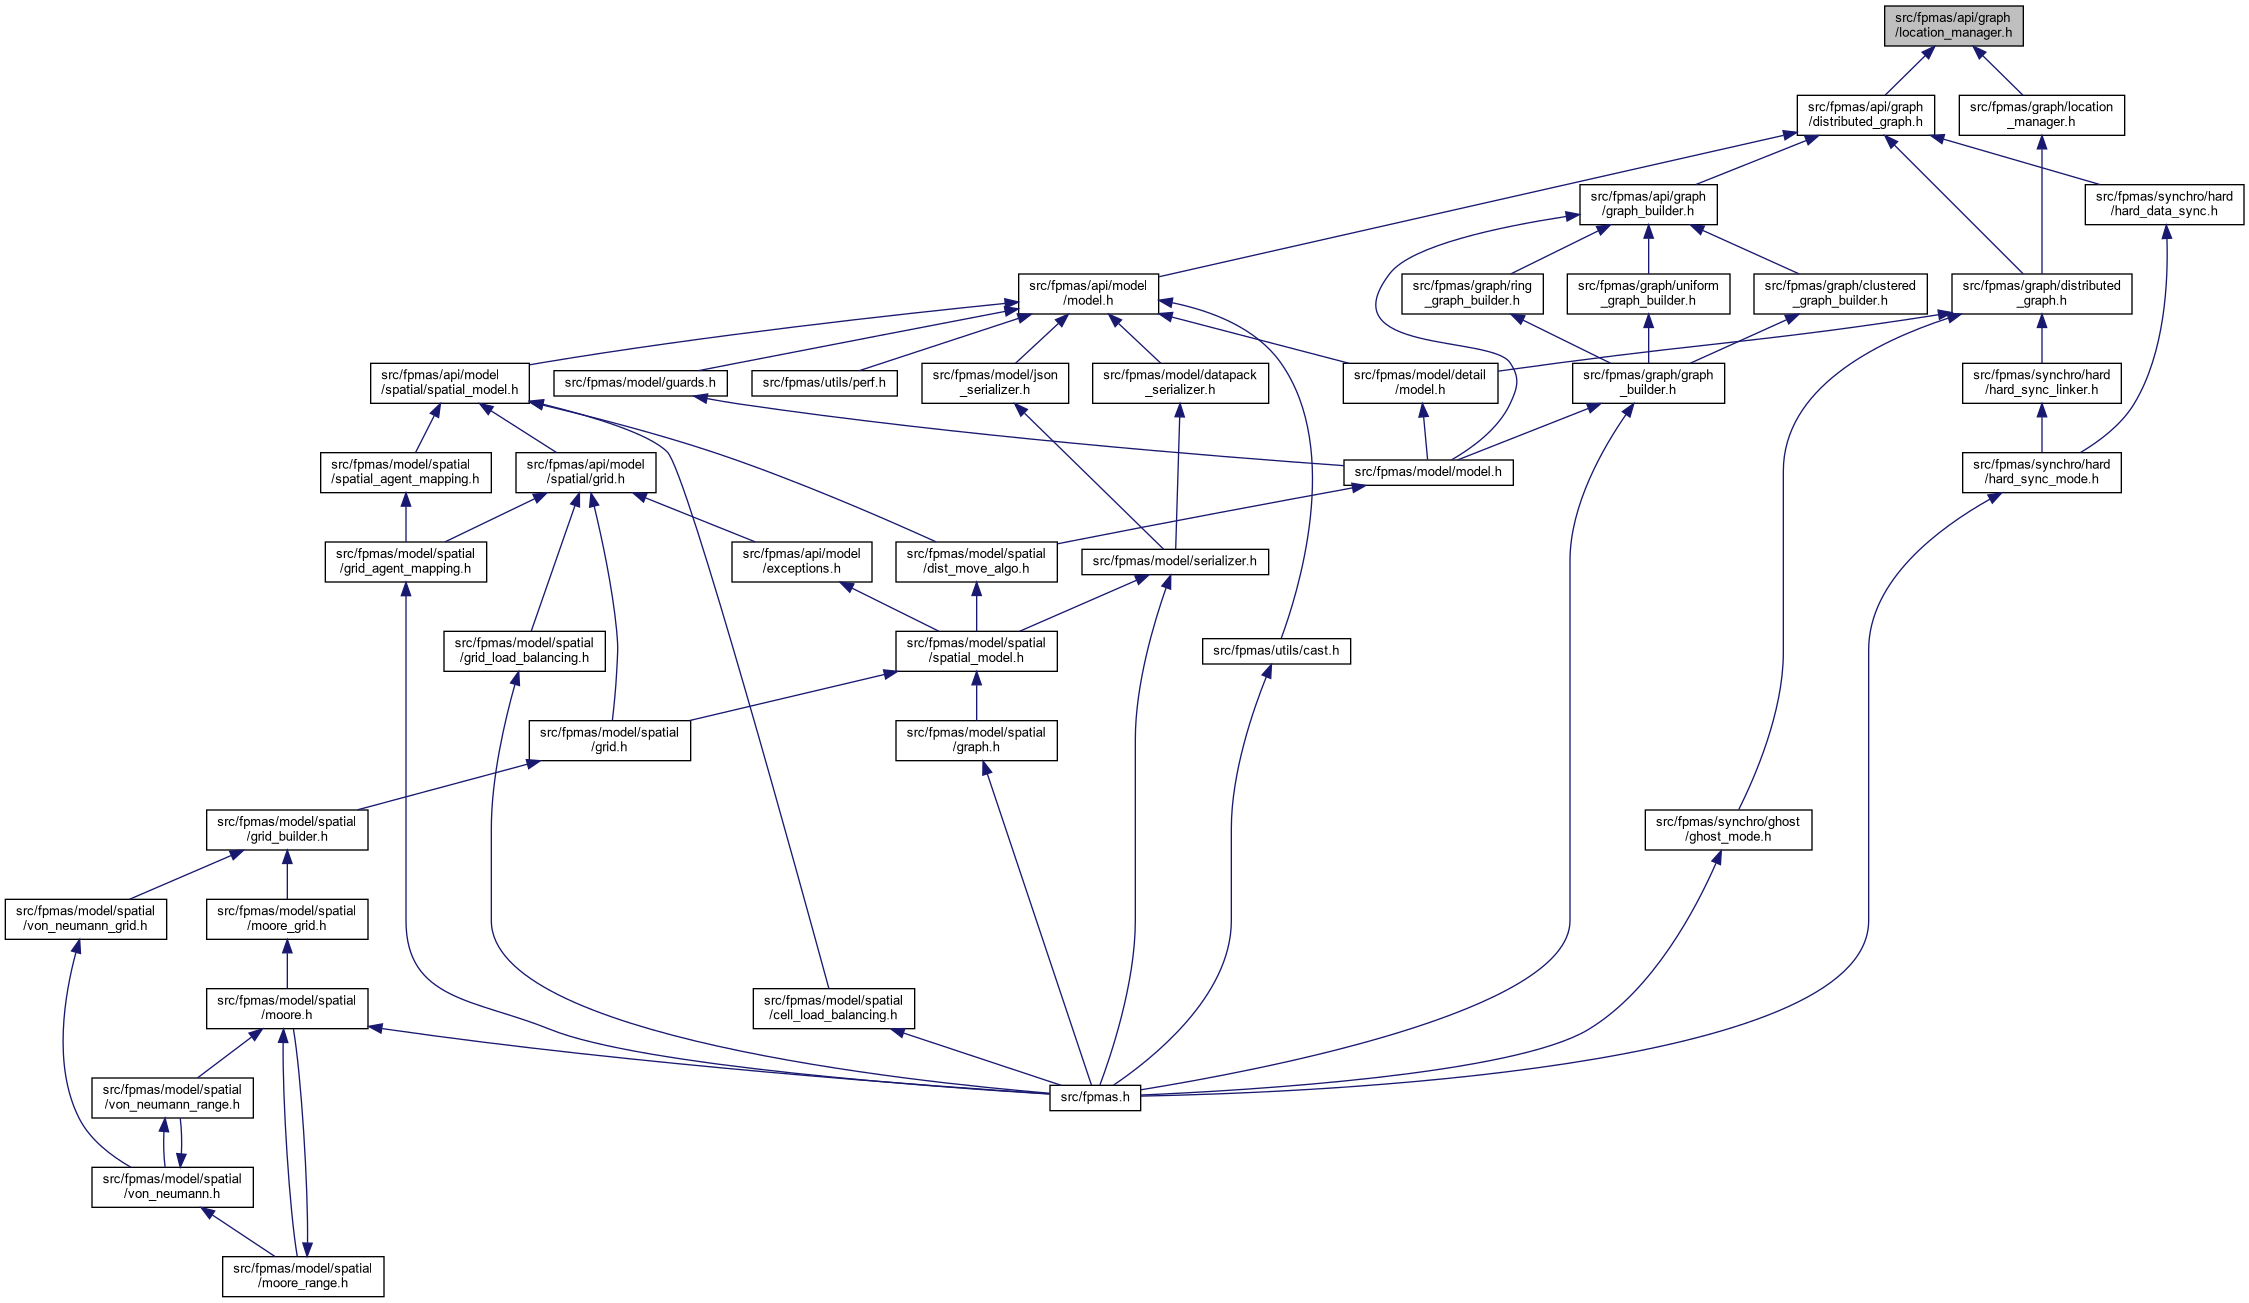 src/fpmas/api/graph
/location_manager.h
src/fpmas/api/graph
/distributed_graph.h
src/fpmas/graph/location
_manager.h
src/fpmas/api/graph
/graph_builder.h
src/fpmas/synchro/hard
/hard_data_sync.h
src/fpmas/api/model
/model.h
src/fpmas/graph/ring
_graph_builder.h
src/fpmas/graph/uniform
_graph_builder.h
src/fpmas/graph/clustered
_graph_builder.h
src/fpmas/graph/distributed
_graph.h
src/fpmas/api/model
/spatial/spatial_model.h
src/fpmas/model/guards.h
src/fpmas/utils/perf.h
src/fpmas/model/json
_serializer.h
src/fpmas/model/datapack
_serializer.h
src/fpmas/model/detail
/model.h
src/fpmas/graph/graph
_builder.h
src/fpmas/synchro/hard
/hard_sync_linker.h
src/fpmas/model/spatial
/spatial_agent_mapping.h
src/fpmas/api/model
/spatial/grid.h
src/fpmas/model/model.h
src/fpmas/synchro/hard
/hard_sync_mode.h
src/fpmas/model/spatial
/grid_agent_mapping.h
src/fpmas/api/model
/exceptions.h
src/fpmas/model/spatial
/dist_move_algo.h
src/fpmas/model/serializer.h
src/fpmas/model/spatial
/grid_load_balancing.h
src/fpmas/model/spatial
/spatial_model.h
src/fpmas/utils/cast.h
src/fpmas/model/spatial
/grid.h
src/fpmas/model/spatial
/graph.h
src/fpmas/model/spatial
/grid_builder.h
src/fpmas/synchro/ghost
/ghost_mode.h
src/fpmas/model/spatial
/von_neumann_grid.h
src/fpmas/model/spatial
/moore_grid.h
src/fpmas/model/spatial
/moore.h
src/fpmas/model/spatial
/cell_load_balancing.h
src/fpmas/model/spatial
/von_neumann_range.h
src/fpmas.h
src/fpmas/model/spatial
/von_neumann.h
src/fpmas/model/spatial
/moore_range.h